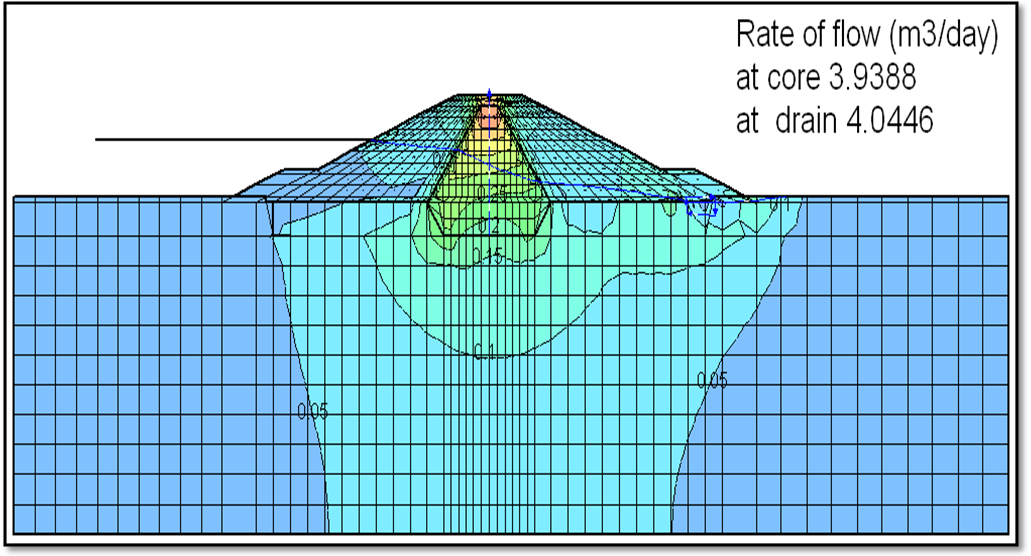 Rate of flow (m3/day)
at core 3.9388
at drain 4.0446
0.25
0.2
0.15
0.1
0.05
0.05